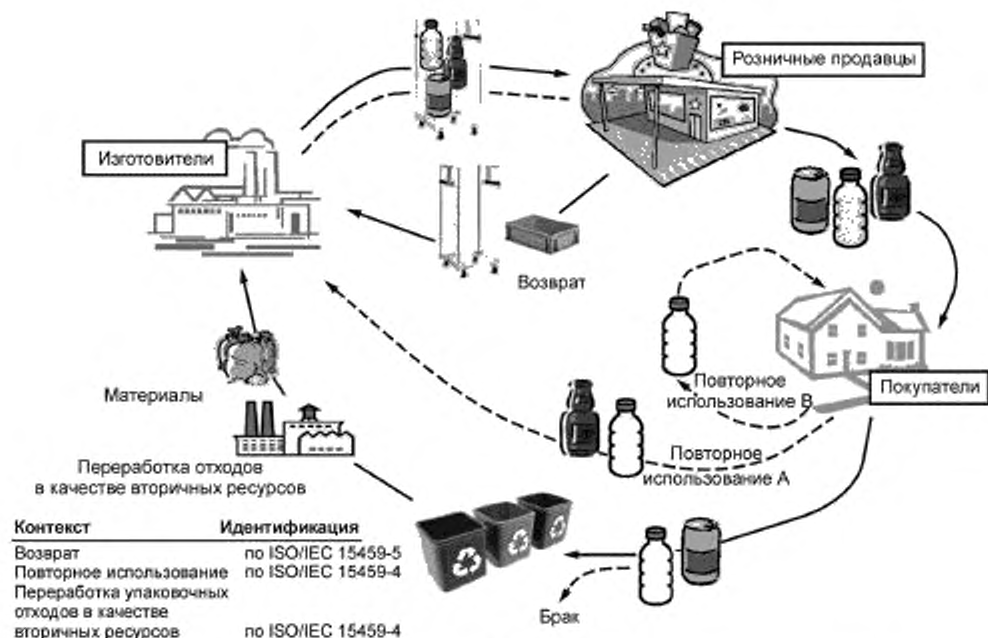 Розничные продавцы
Изготовители
Возврат
Повторное
использование В
Покупатели
Материалы
Повторное
использование А
Переработка отходов
в качестве вторичных ресурсов
Контекст Идентификация
Возврат по ISO/IEC 15459-5
Повторное использование по ISO/IEC 15459-4
Переработка упаковочных
отходов в качестве
вторичных ресурсов по ISO/IEC 15459-4
Брак